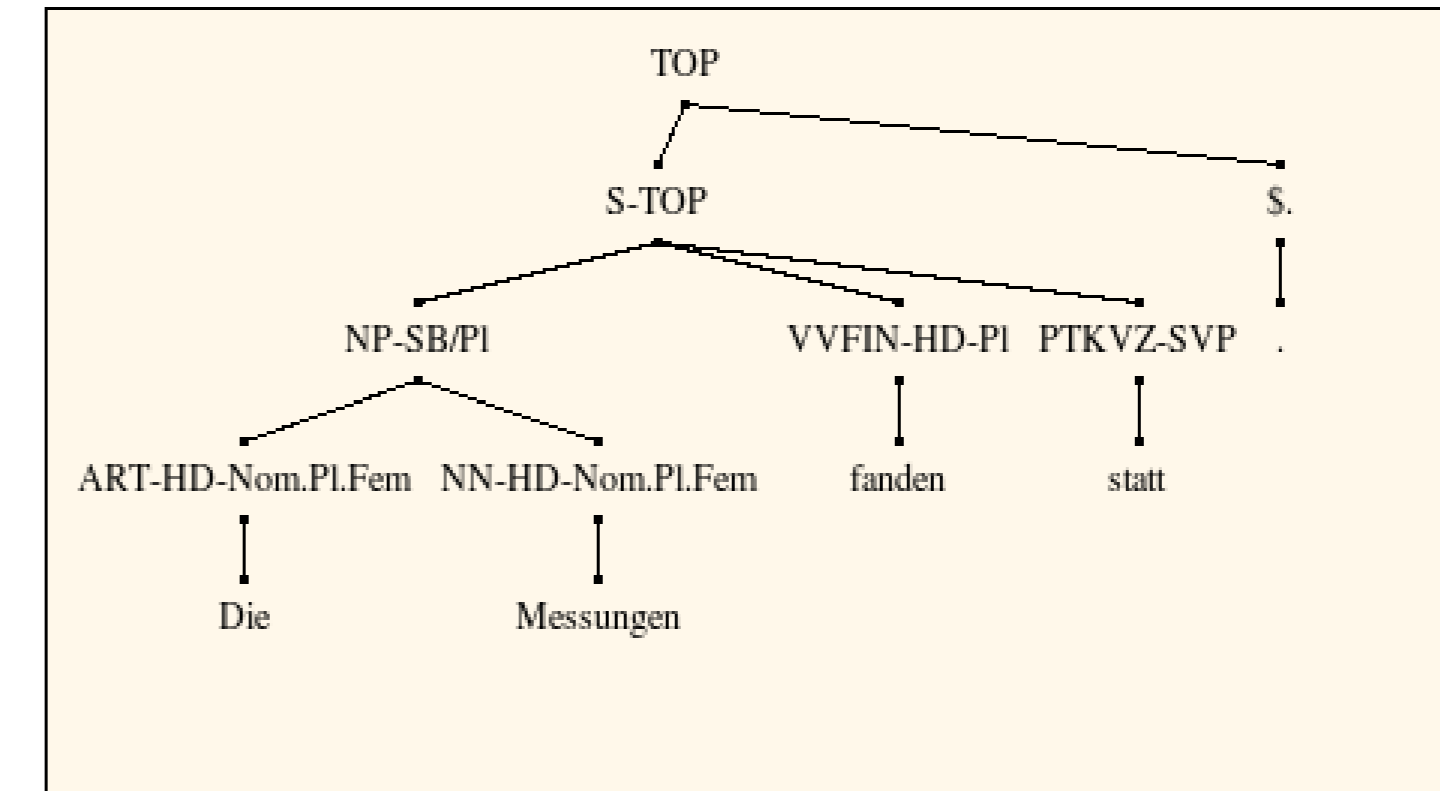 TOP
S-TOP $.
NP-SB/Pl VVFIN-HD-Pl PTKVZ-SVP .
ART-HD-Nom.Pl.Fem NN-HD-Nom.Pl.Fem fanden statt
Die Messungen